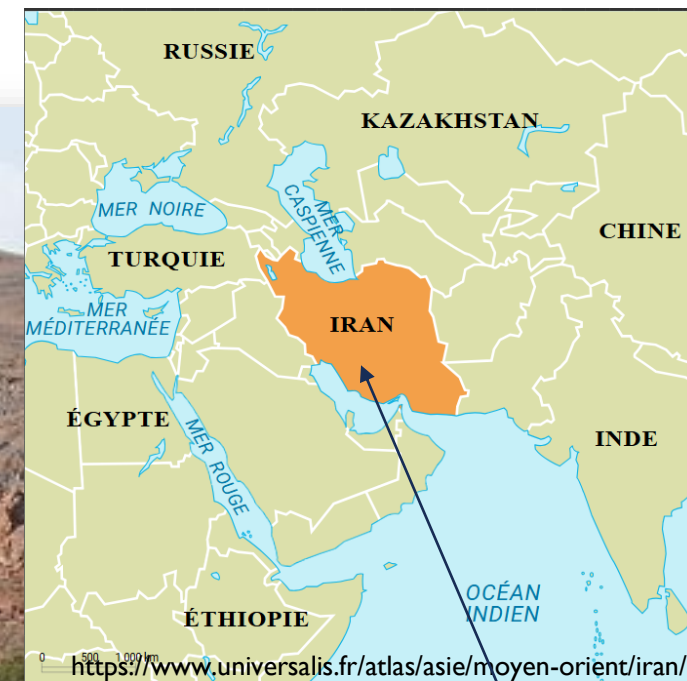 RUSSIE
KAZAKHSTAN
MER
CASPIENNE
MER NOIRE
CHINE
TURQUIE
MER
MÉDITERRANÉE
IRAN
ÉGYPTE
MER ROUGE
INDE
OCÉAN
INDIEN
ÉTHIOPIE
0 500 1 000 km
https://www.universalis.fr/atlas/asie/moyen-orient/iran/